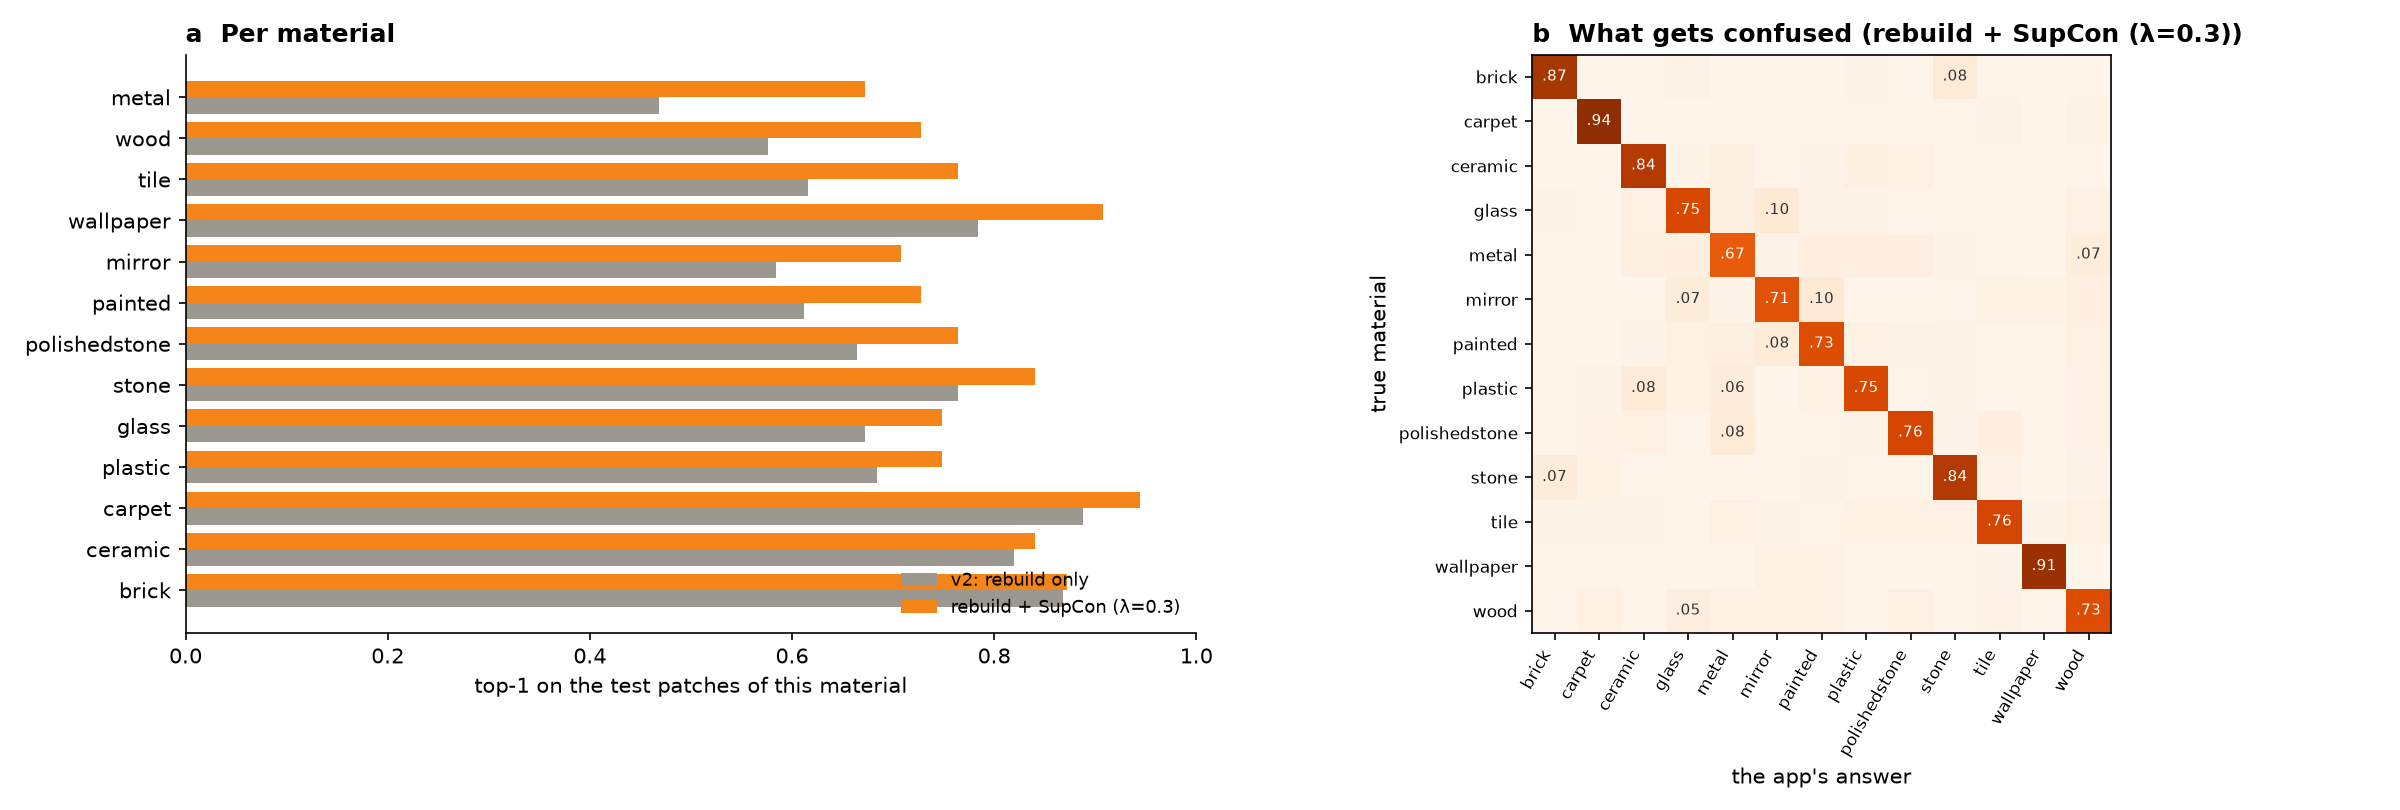 a Per material
metal
wood
tile
wallpaper
mirror
painted
polishedstone
stone
glass
plastic
carpet
ceramic
brick
v2: rebuild only
rebuild + SupCon (λ=0.3)
0.0 0.2 0.4 0.6 0.8 1.0
top-1 on the test patches of this material
b What gets confused (rebuild + SupCon (λ=0.3))
true material
brick .87 .08
carpet .94
ceramic .84
glass .75 .10
metal .67 .07
mirror .07 .71 .10
painted .08 .73
plastic .08 .06 .75
polishedstone .08 .76
stone .07 .84
tile .76
wallpaper .91
wood .05 .73
brick carpet ceramic glass metal mirror painted plastic polishedstone stone tile wallpaper wood
the app's answer